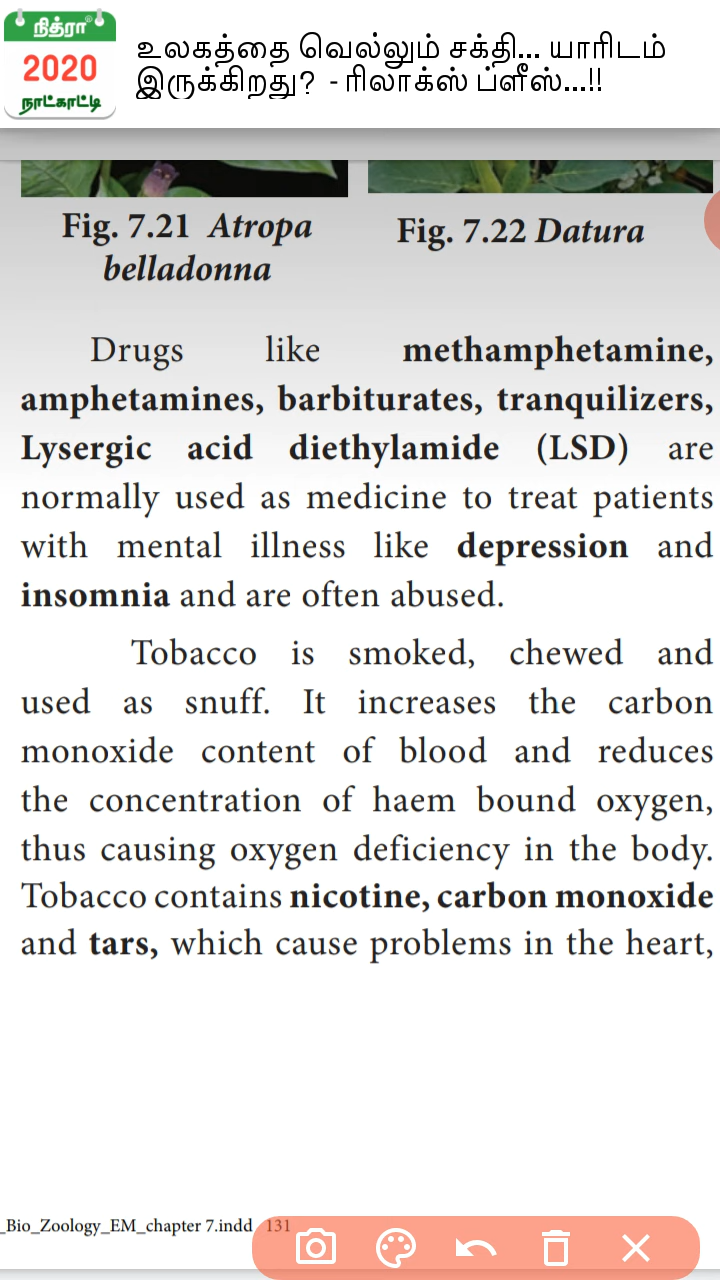 நித்ரா®
2020
நாட்காட்டி
உலகத்தை வெல்லும் சக்தி... யாரிடம்
இருக்கிறது? - ரிலாக்ஸ் ப்ளீஸ்...!!
Fig. 7.21 Atropa
belladonna
Fig. 7.22 Datura
Drugs like methamphetamine,
amphetamines, barbiturates, tranquilizers,
Lysergic acid diethylamide (LSD) are
normally used as medicine to treat patients
with mental illness like depression and
insomnia and are often abused.
Tobacco is smoked, chewed and
used as snuff. It increases the carbon
monoxide content of blood and reduces
the concentration of haem bound oxygen,
thus causing oxygen deficiency in the body.
Tobacco contains nicotine, carbon monoxide
and tars, which cause problems in the heart,
_Bio_Zoology_EM_chapter 7.indd 131